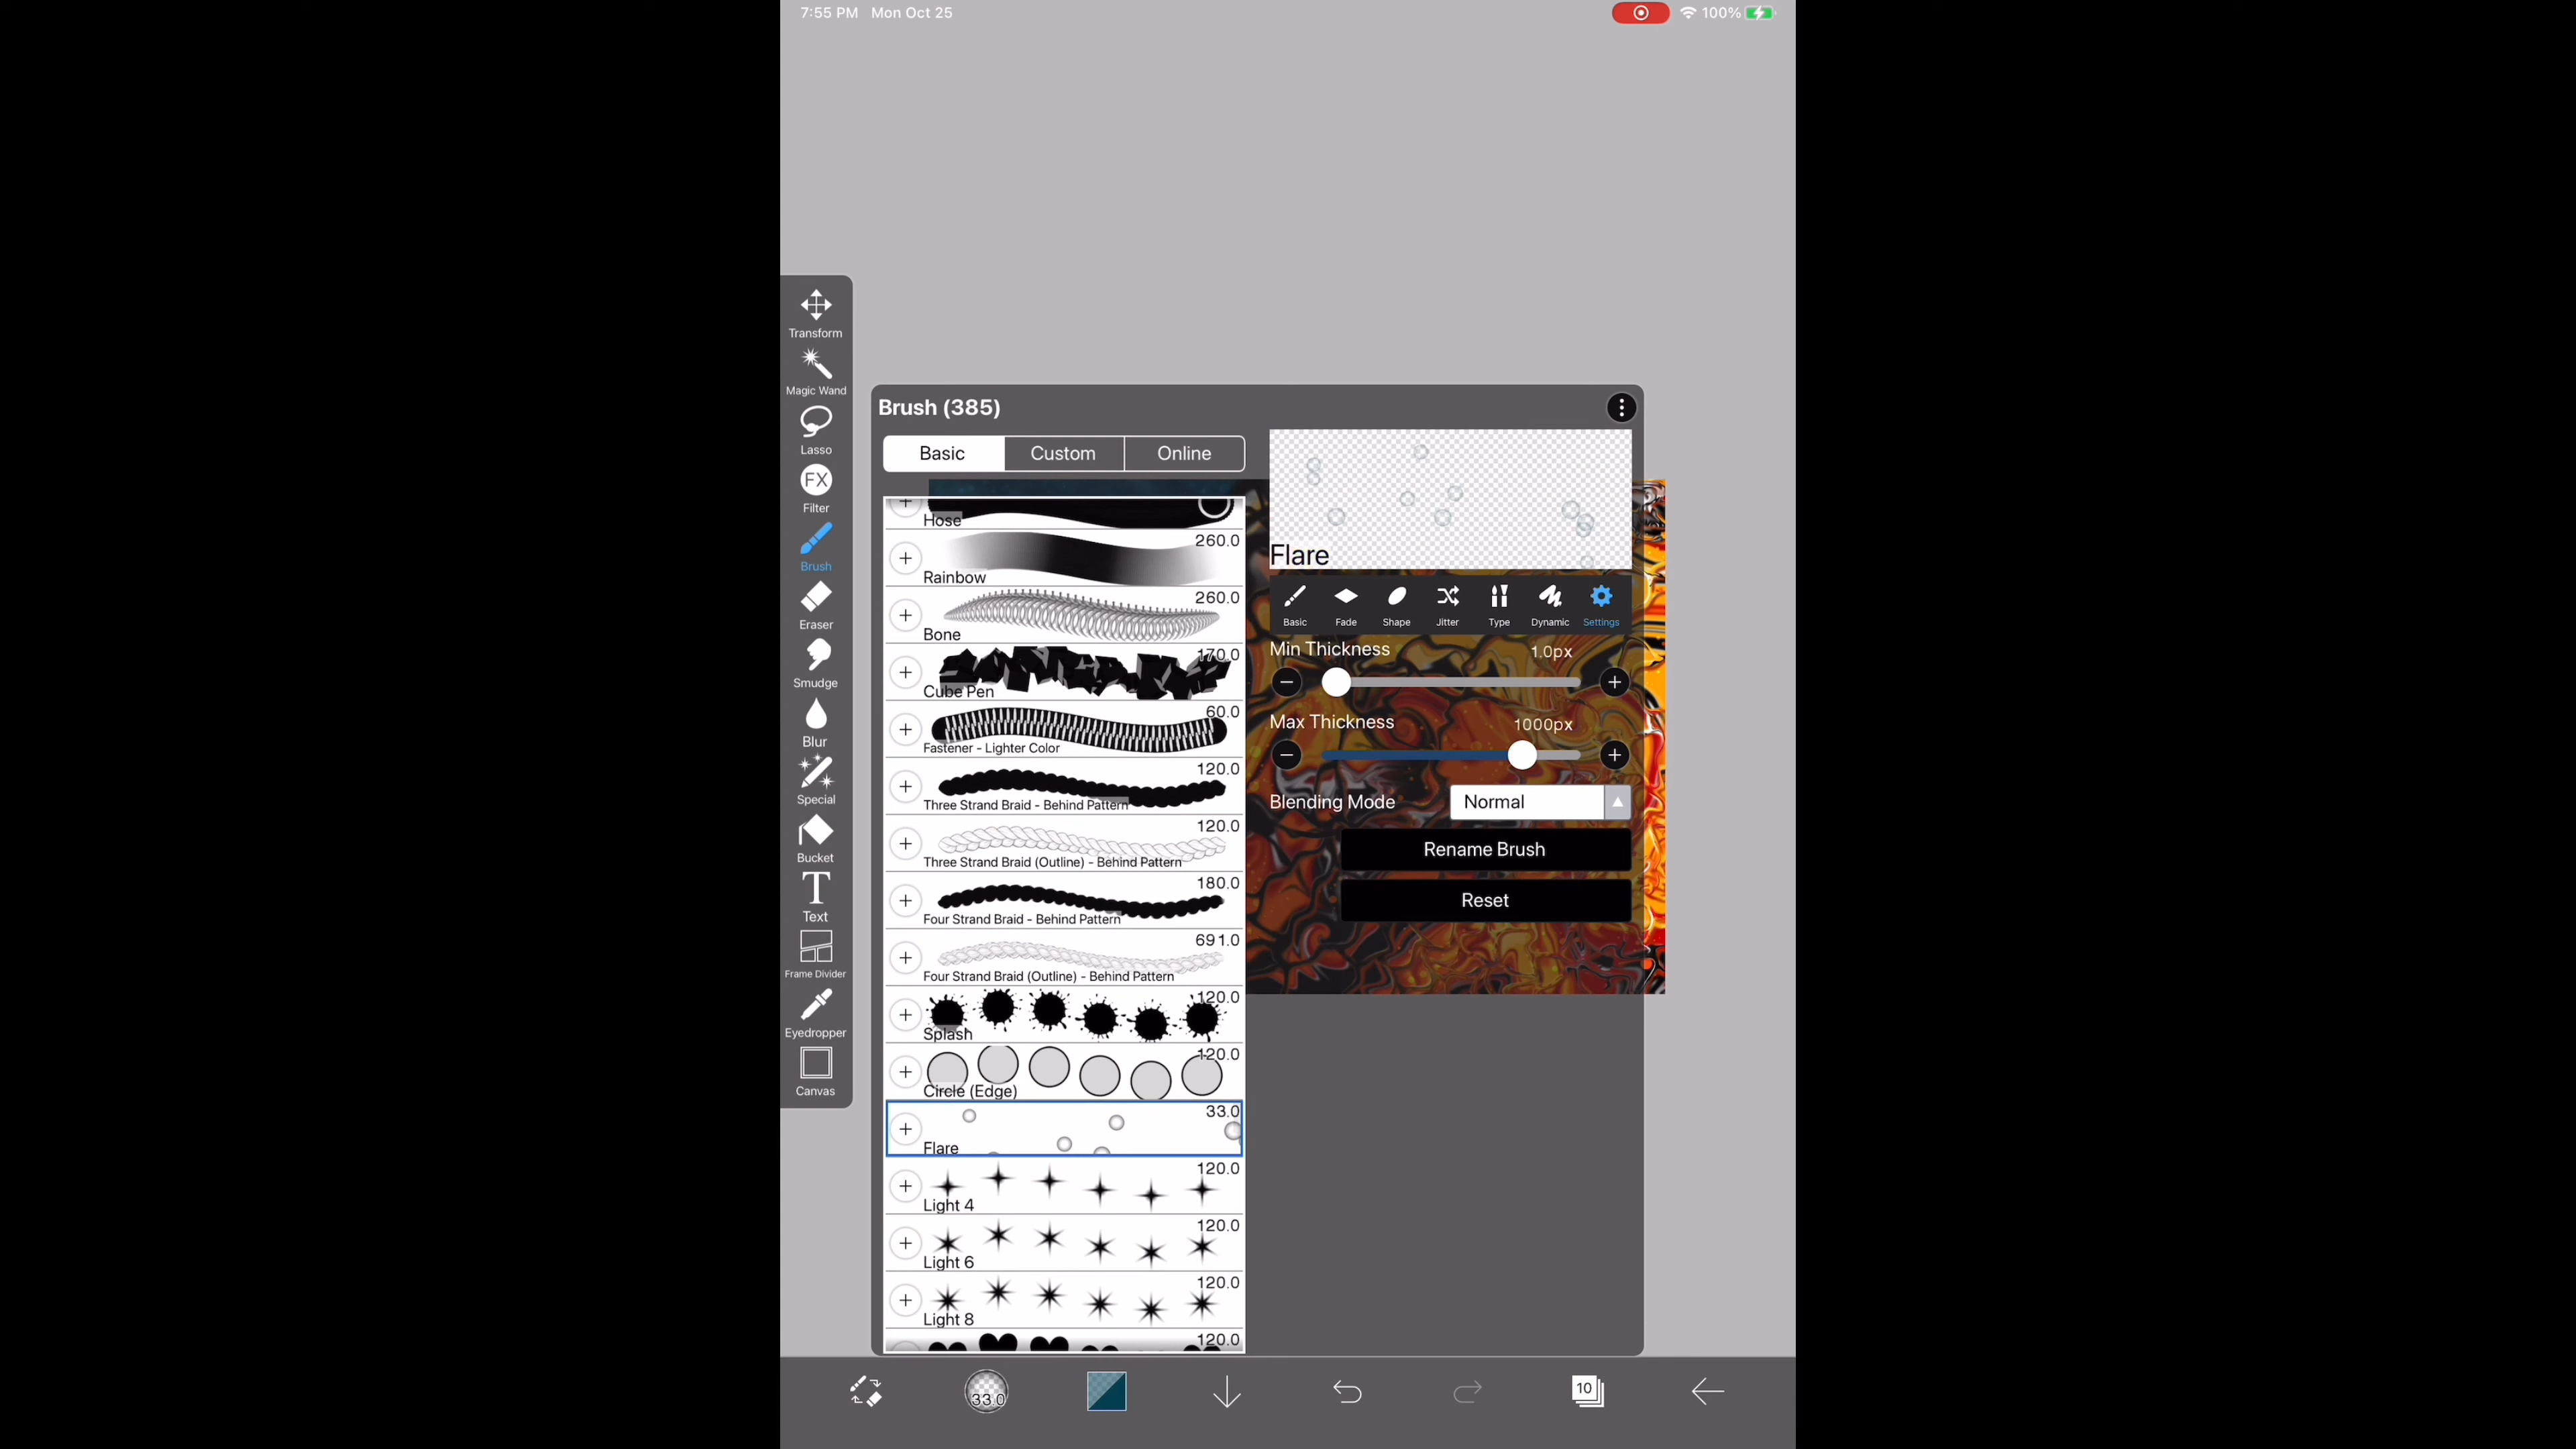 7:55 PM Mon Oct 25
100%
Transform
Magic Wand
Lasso
FX
Filter
Brush
Eraser
Smudge
Blur
Special
Bucket
T
Text
Frame Divider
Eyedropper
Canvas
Brush (385)
Basic
Custom
Online
Hose
260.0
Rainbow
260.0
Bone
170.0
Cube Pen
60.0
Fastener - Lighter Color
120.0
Three Strand Braid - Behind Pattern
120.0
Three Strand Braid (Outline) - Behind Pattern
180.0
Four Strand Braid - Behind Pattern
691.0
Four Strand Braid (Outline) - Behind Pattern
120.0
Splash
120.0
Circle (Edge)
33.0
Flare
120.0
Light 4
120.0
Light 6
120.0
Light 8
120.0
Flare
Basic
Fade
Shape
Jitter
Type
Dynamic
Settings
Min Thickness 1.0px
Max Thickness 1000px
Blending Mode Normal
Rename Brush
Reset
33.0
10